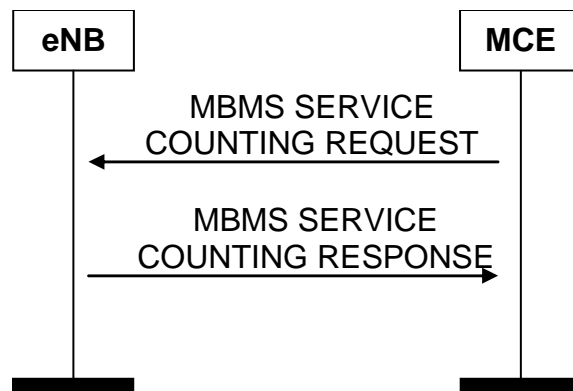 eNB
MCE
MBMS SERVICE
COUNTING REQUEST
MBMS SERVICE
COUNTING RESPONSE